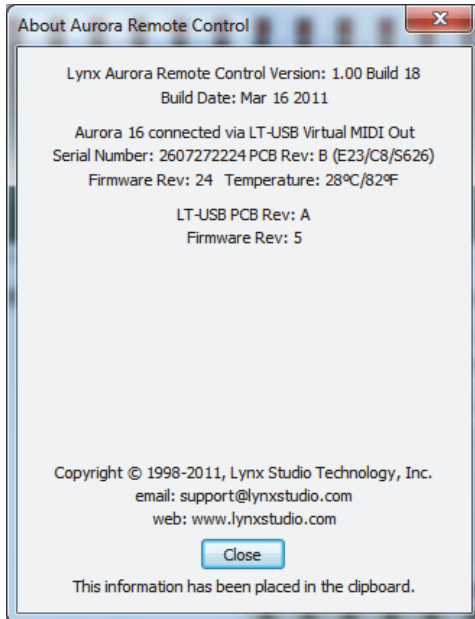 About Aurora Remote Control
Lynx Aurora Remote Control Version: 1.00 Build 18
Build Date: Mar 16 2011
Aurora 16 connected via LT-USB Virtual MIDI Out
Serial Number: 2607272224 PCB Rev: B (E23/C8/S626)
Firmware Rev: 24   Temperature: 28ºC/82ºF
LT-USB PCB Rev: A
Firmware Rev: 5
Copyright © 1998-2011, Lynx Studio Technology, Inc.
email: support@lynxstudio.com
web: www.lynxstudio.com
Close
This information has been placed in the clipboard.